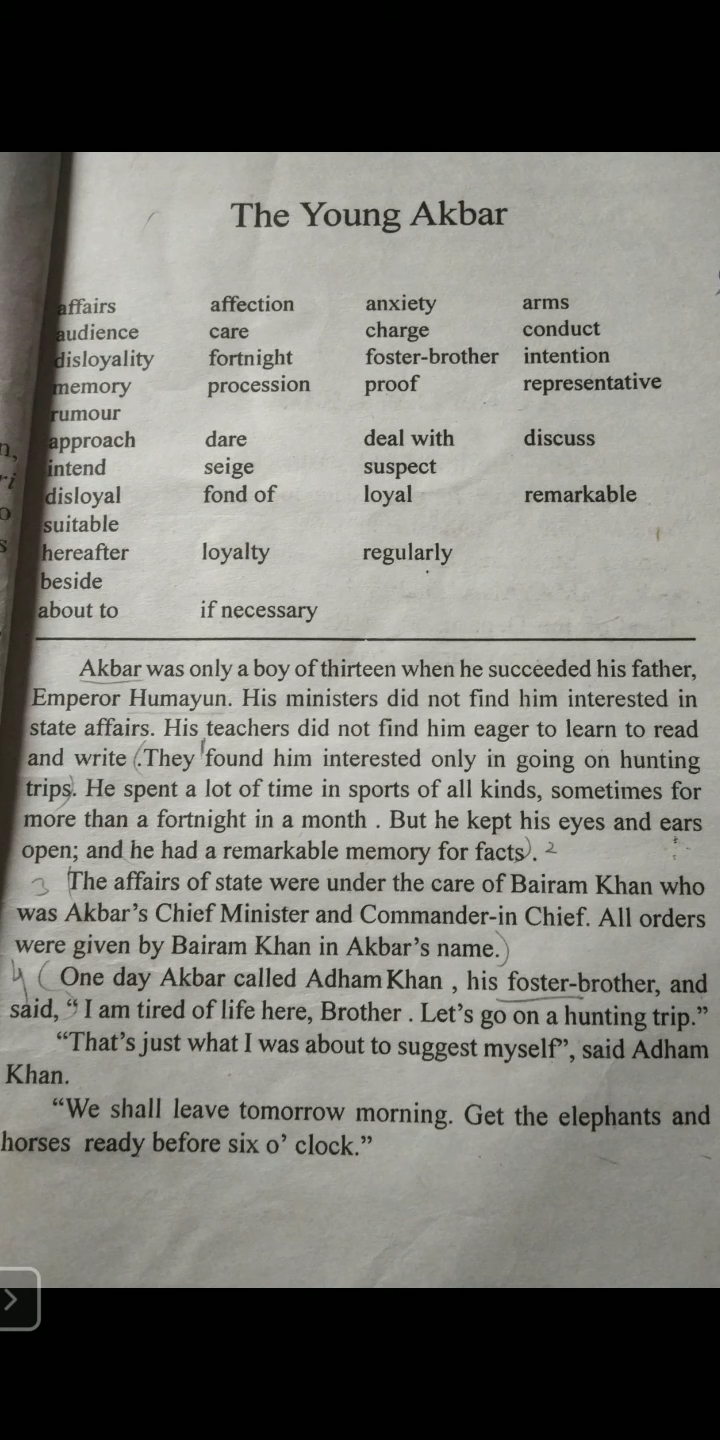 The Young Akbar
affairs affection anxiety arms
audience care charge conduct
disloyality fortnight foster-brother intention
memory procession proof representative
rumour
approach dare deal with discuss
intend seige suspect
disloyal fond of loyal remarkable
suitable
hereafter loyalty regularly
beside
about to if necessary
Akbar was only a boy of thirteen when he succeeded his father,
Emperor Humayun. His ministers did not find him interested in
state affairs. His teachers did not find him eager to learn to read
and write (.They found him interested only in going on hunting
trips). He spent a lot of time in sports of all kinds, sometimes for
more than a fortnight in a month . But he kept his eyes and ears
open; and he had a remarkable memory for facts). 2
3 The affairs of state were under the care of Bairam Khan who
was Akbar's Chief Minister and Commander-in Chief. All orders
were given by Bairam Khan in Akbar's name.)
4 ( One day Akbar called Adham Khan , his foster-brother, and
said, “ I am tired of life here, Brother . Let's go on a hunting trip.”
“That's just what I was about to suggest myself”, said Adham
Khan.
“We shall leave tomorrow morning. Get the elephants and
horses ready before six o’ clock.”